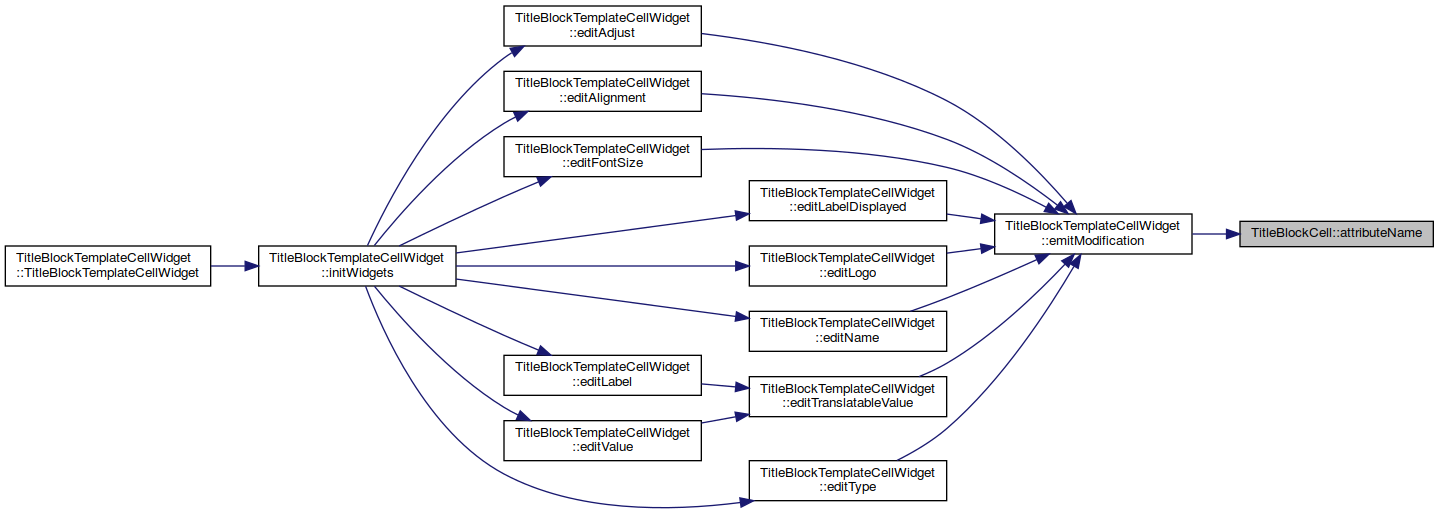 TitleBlockTemplateCellWidget
::TitleBlockTemplateCellWidget
TitleBlockTemplateCellWidget
::initWidgets
TitleBlockTemplateCellWidget
::editAdjust
TitleBlockTemplateCellWidget
::editAlignment
TitleBlockTemplateCellWidget
::editFontSize
TitleBlockTemplateCellWidget
::editLabelDisplayed
TitleBlockTemplateCellWidget
::editLogo
TitleBlockTemplateCellWidget
::editName
TitleBlockTemplateCellWidget
::editLabel
TitleBlockTemplateCellWidget
::editTranslatableValue
TitleBlockTemplateCellWidget
::editValue
TitleBlockTemplateCellWidget
::editType
TitleBlockTemplateCellWidget
::emitModification
TitleBlockCell::attributeName